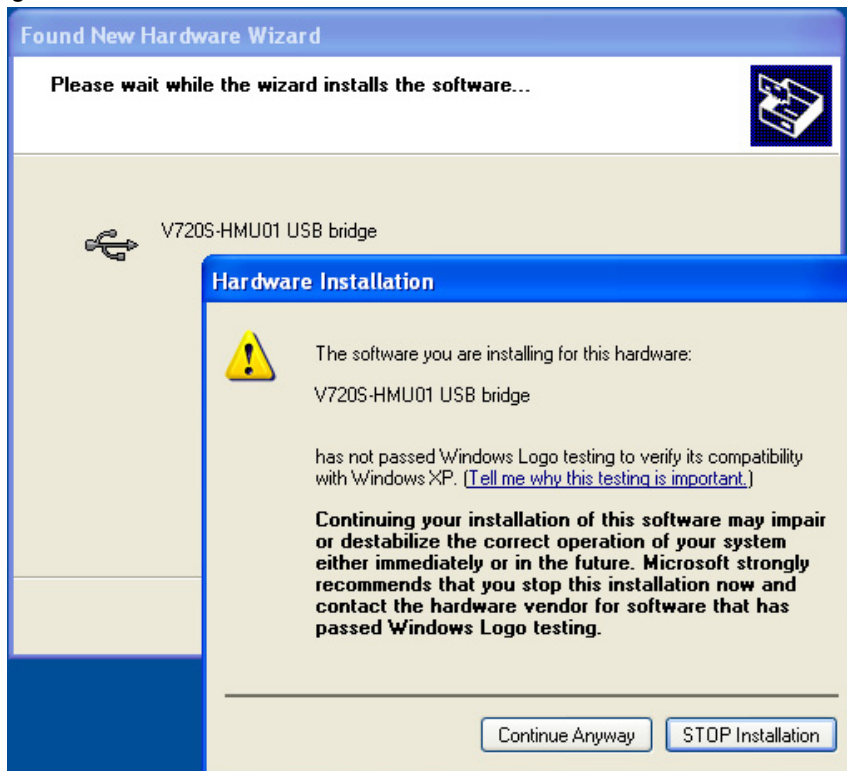 Found New Hardware Wizard
Please wait while the wizard installs the software...
V720S-HMU01 USB bridge
Hardware Installation
The software you are installing for this hardware:
V720S-HMU01 USB bridge
has not passed Windows Logo testing to verify its compatibility
with Windows XP. (Tell me why this testing is important.)
Continuing your installation of this software may impair
or destabilize the correct operation of your system
either immediately or in the future. Microsoft strongly
recommends that you stop this installation now and
contact the hardware vendor for software that has
passed Windows Logo testing.
Continue Anyway
STOP Installation